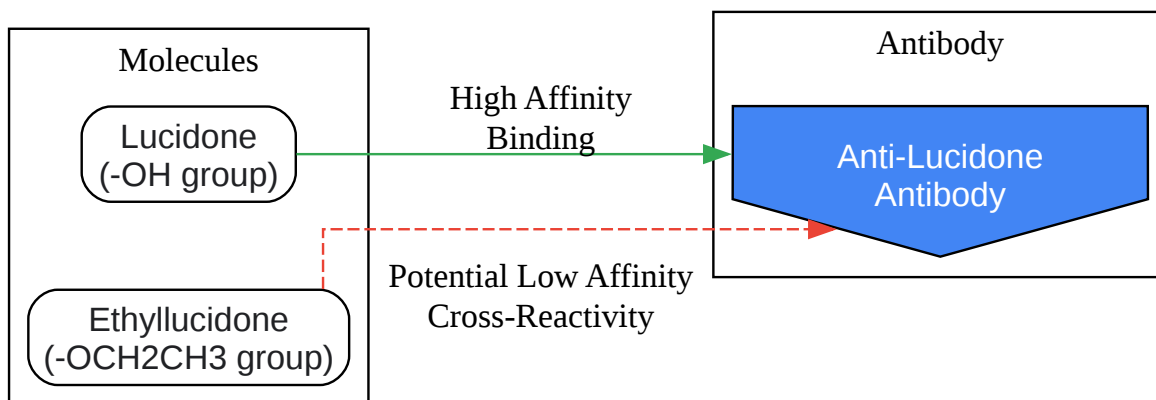 Molecules
Lucidone
(-OH group)
Ethyllucidone
(-OCH2CH3 group)
High Affinity
Binding
Potential Low Affinity
Cross-Reactivity
Antibody
Anti-Lucidone
Antibody